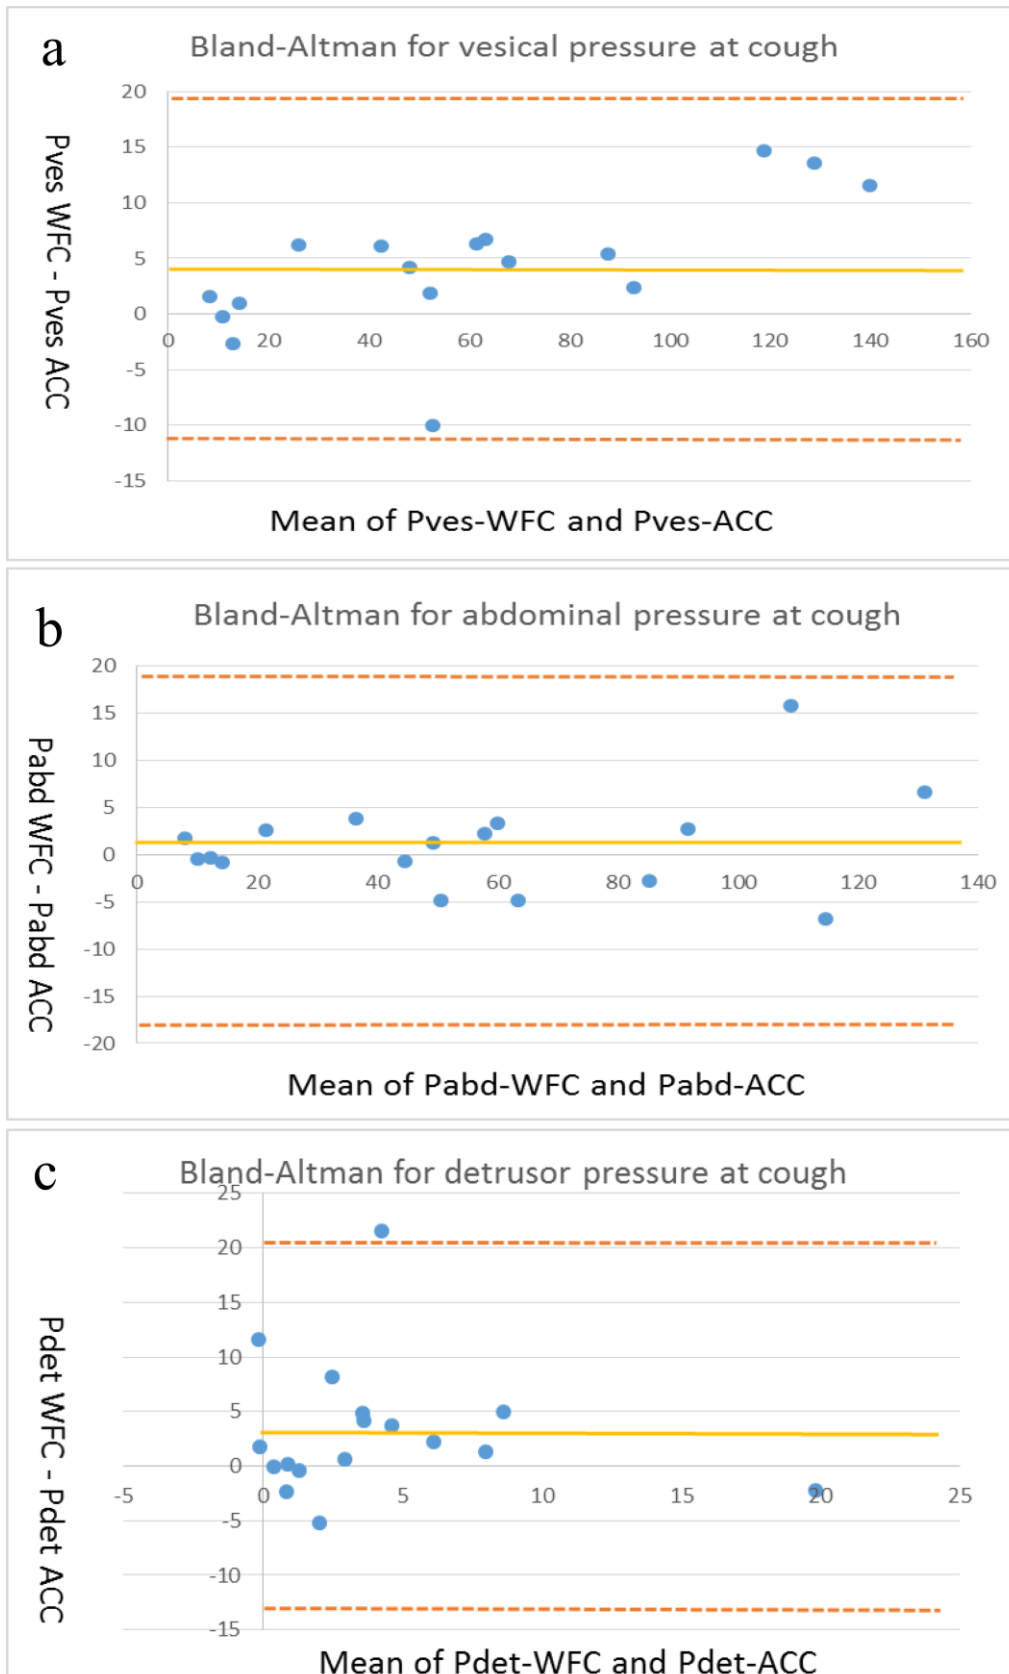 a
Bland-Altman for vesical pressure at cough
Pves WFC - Pves ACC
20
15
10
5
0
-5
-10
-15
0 20 40 60 80 100 120 140 160
Mean of Pves-WFC and Pves-ACC
b
Bland-Altman for abdominal pressure at cough
Pabd WFC - Pabd ACC
20
15
10
5
0
-5
-10
-15
-20
0 20 40 60 80 100 120 140
Mean of Pabd-WFC and Pabd-ACC
c
Bland-Altman for detrusor pressure at cough
Pdet WFC - Pdet ACC
25
20
15
10
5
0
-5
-10
-15
-5 0 5 10 15 20 25
Mean of Pdet-WFC and Pdet-ACC